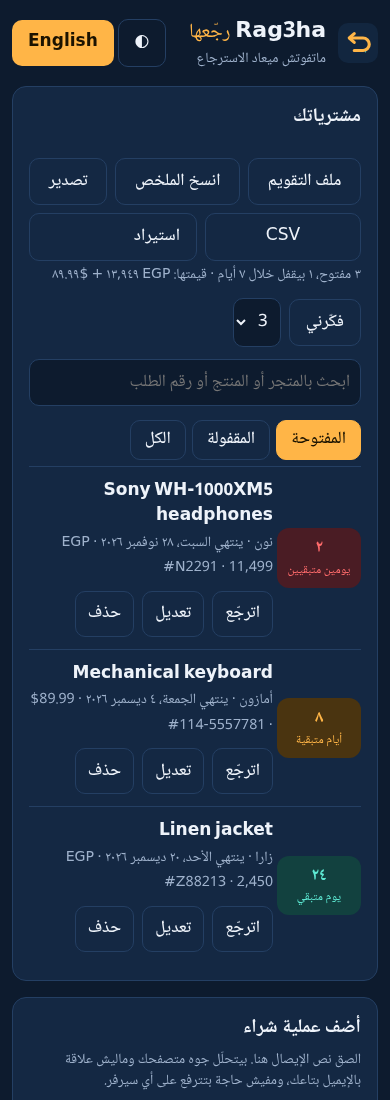 Rag3ha رجّعها
ماتفوتش ميعاد الاسترجاع
◐
English
مشترياتك
ملف التقويم
انسخ الملخص
تصدير
CSV
استيراد
٣ مفتوح، ١ بيقفل خلال ٧ أيام · قيمتها: EGP ١٣,٩٤٩ + $٨٩.٩٩
فكّرني
3
ابحث بالمتجر أو المنتج أو رقم الطلب
المفتوحة
المقفولة
الكل
٢
يومين متبقيين
Sony WH-1000XM5
headphones
نون · ينتهي السبت، ٢٨ نوفمبر ٢٠٢٦ · EGP
11,499 · #N2291
اترجّع
تعديل
حذف
٨
أيام متبقية
Mechanical keyboard
أمازون · ينتهي الجمعة، ٤ ديسمبر ٢٠٢٦ · $89.99
· #114-5557781
اترجّع
تعديل
حذف
٢٤
يوم متبقي
Linen jacket
زارا · ينتهي الأحد، ٢٠ ديسمبر ٢٠٢٦ · EGP
2,450 · #Z88213
اترجّع
تعديل
حذف
أضف عملية شراء
الصق نص الإيصال هنا. بيتحلّل جوه متصفحك وماليش علاقة
بالإيميل بتاعك، ومفيش حاجة بتترفع على أي سيرفر.